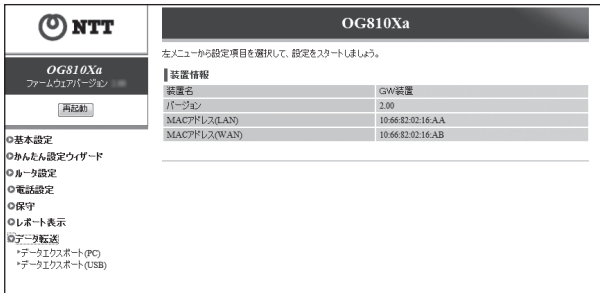 NTT
OG810Xa
ファームウェアバージョン
再起動
基本設定
かんたん設定ウィザード
ルータ設定
電話設定
保守
レポート表示
データ転送
データエクスポート(PC)
データエクスポート(USB)
OG810Xa
左メニューから設定項目を選択して、設定をスタートしましょう。
装置情報
装置名 GW装置
バージョン 2.00
MACアドレス(LAN) 10:66:82:02:16:AA
MACアドレス(WAN) 10:66:82:02:16:AB